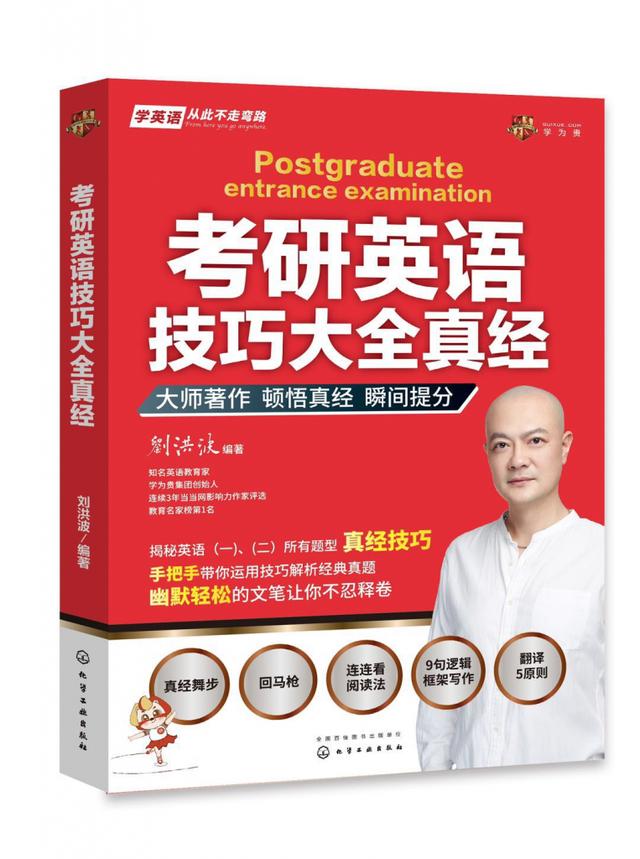 考研英语技巧大全真经
刘洪波/编著
化学工业出版社
学英语 从此不走弯路
From here you go anywhere
GUIXUE.COM
学为贵
Postgraduate
entrance examination
考研英语
技巧大全真经
大师著作 顿悟真经 瞬间提分
劉洪波 编著
知名英语教育家
学为贵集团创始人
连续3年当当网影响力作家评选
教育名家榜第1名
揭秘英语（一）、（二）所有题型 真经技巧
手把手带你运用技巧解析经典真题
幽默轻松的文笔让你不忍释卷
真经舞步
回马枪
连连看
阅读法
9句逻辑
框架写作
翻译
5原则
全国百佳图书出版单位
化学工业出版社